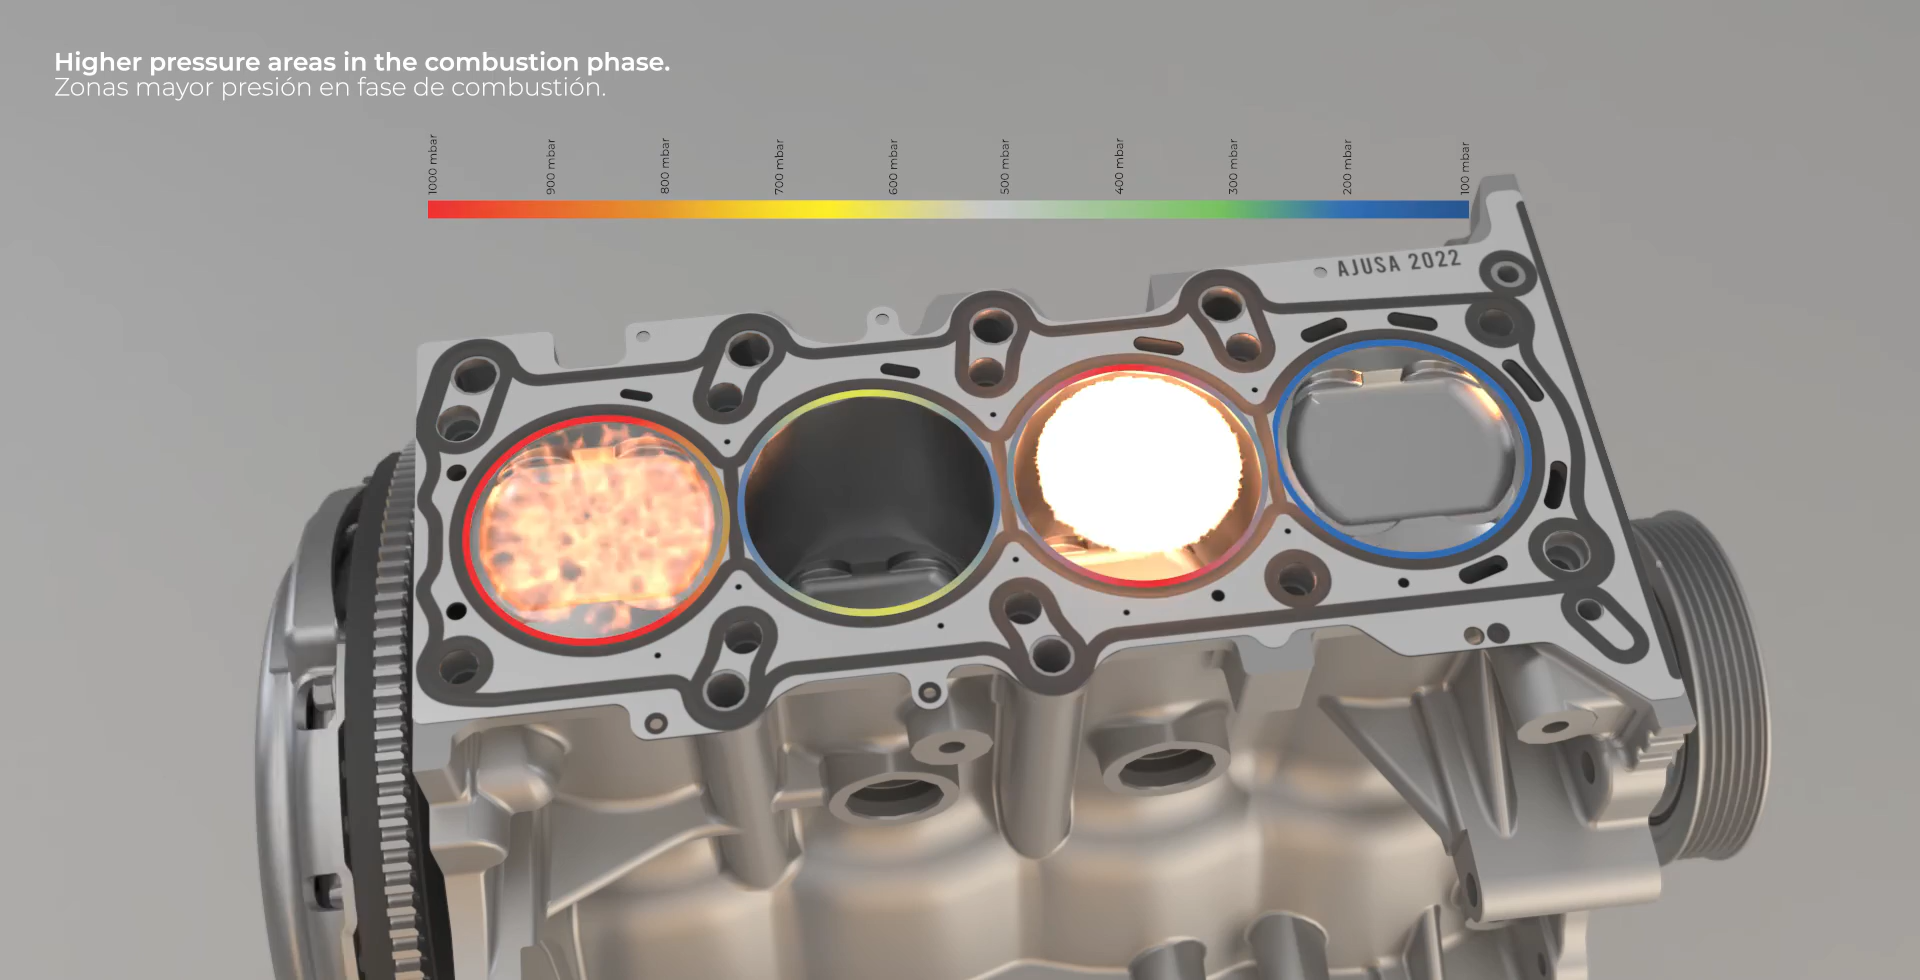 Higher pressure areas in the combustion phase.
Zonas mayor presión en fase de combustión.
1000 mbar
900 mbar
800 mbar
700 mbar
600 mbar
500 mbar
400 mbar
300 mbar
200 mbar
100 mbar
AJUSA 2022